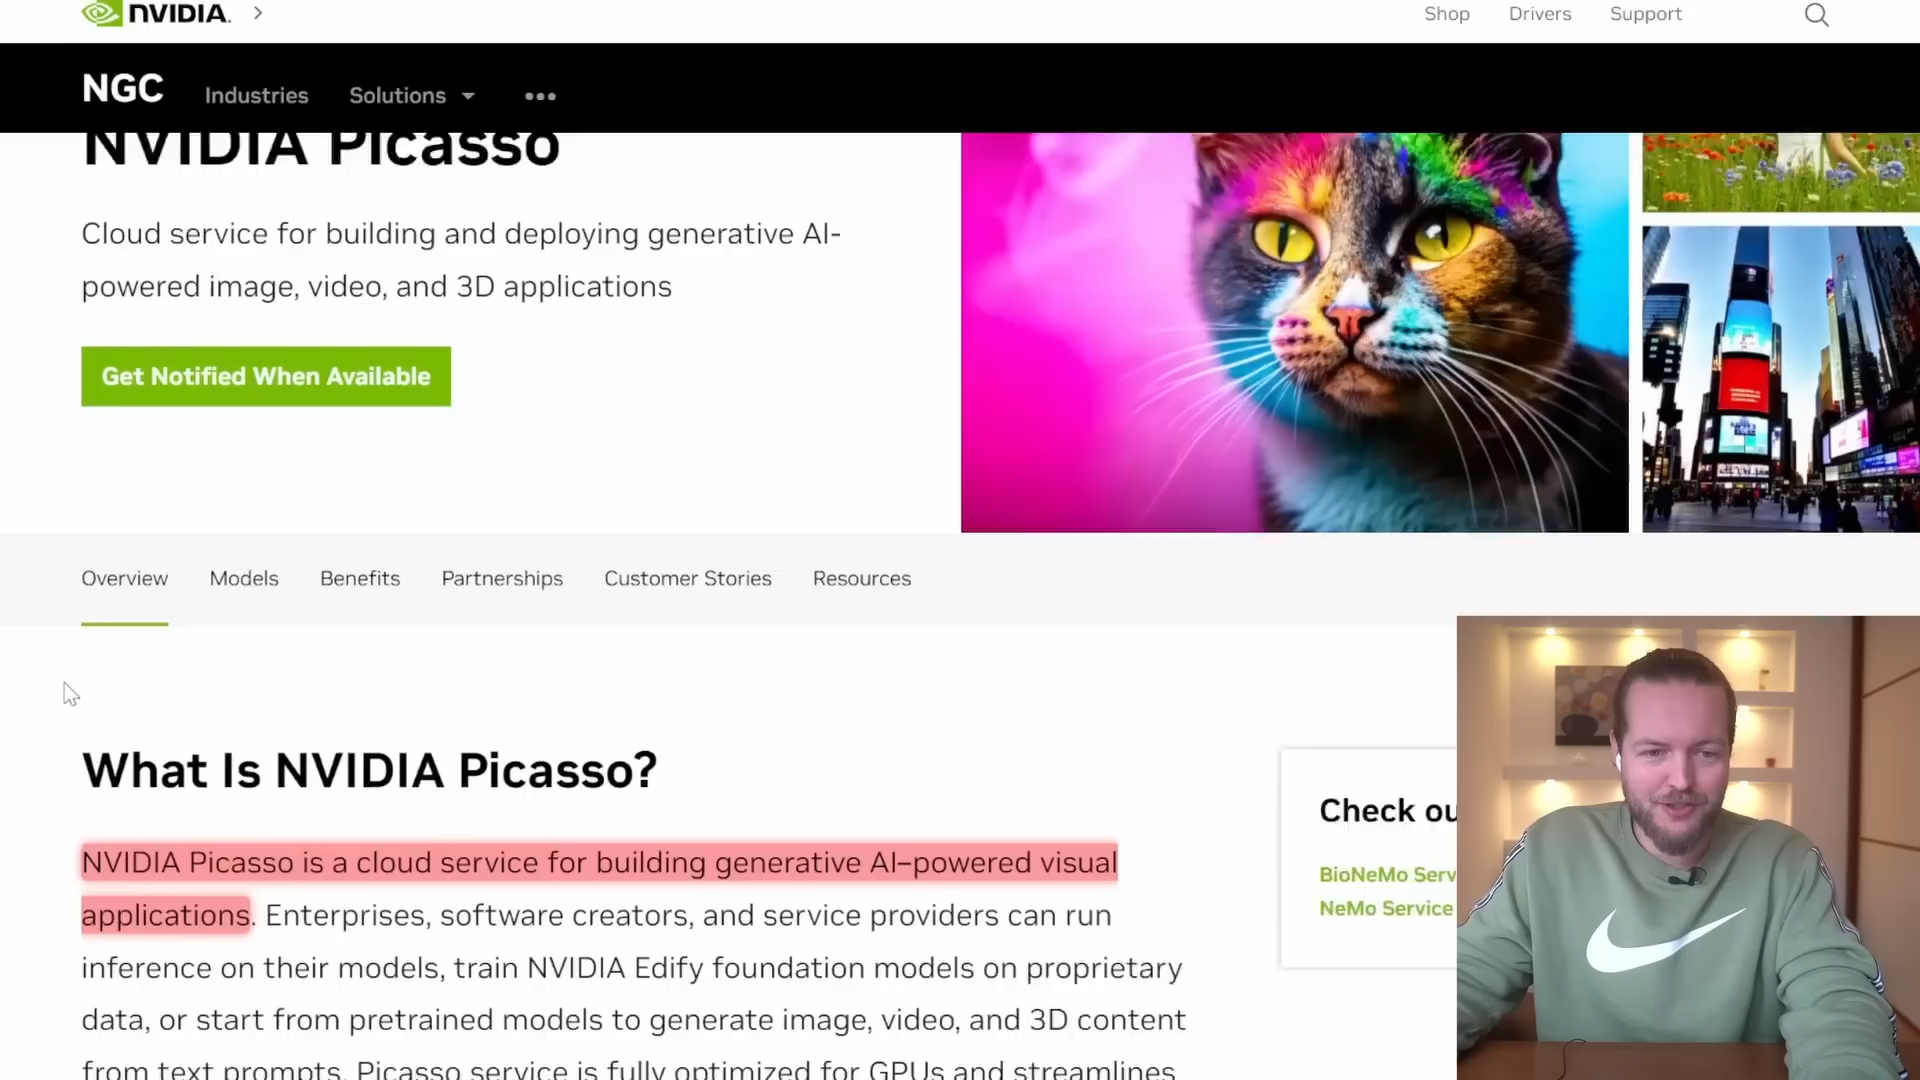 NVIDIA.
Shop
Drivers
Support
NGC
Industries
Solutions
NVIDIA Picasso
Cloud service for building and deploying generative AI-
powered image, video, and 3D applications
Get Notified When Available
Overview
Models
Benefits
Partnerships
Customer Stories
Resources
What Is NVIDIA Picasso?
NVIDIA Picasso is a cloud service for building generative AI–powered visual
applications. Enterprises, software creators, and service providers can run
inference on their models, train NVIDIA Edify foundation models on proprietary
data, or start from pretrained models to generate image, video, and 3D content
from text prompts. Picasso service is fully optimized for GPUs and streamlines
Check ou
BioNeMo Serv
NeMo Service